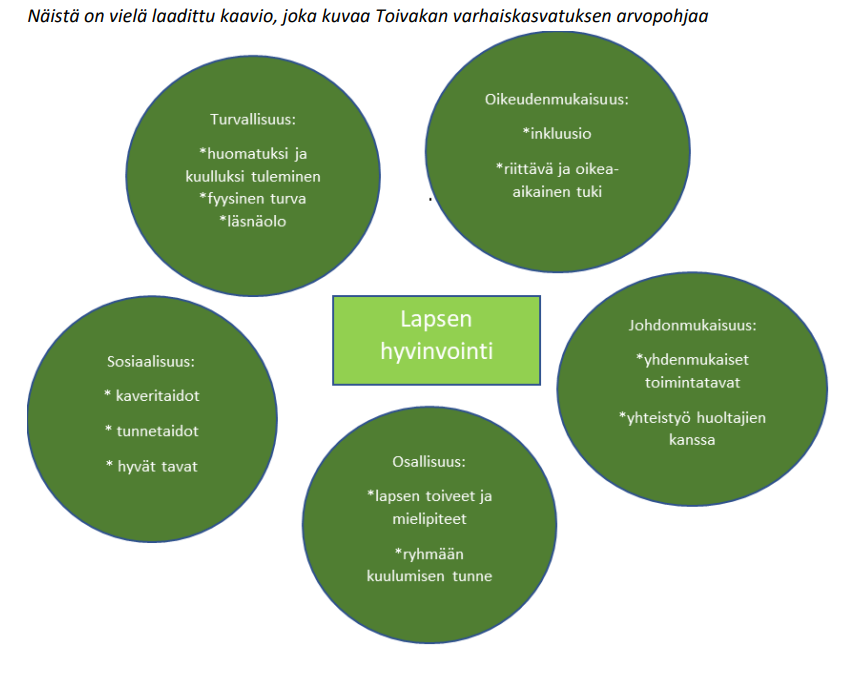 Näistä on vielä laadittu kaavio, joka kuvaa Toivakan varhaiskasvatuksen arvopohjaa
Turvallisuus:
*huomatuksi ja
kuulluksi tuleminen
*fyysinen turva
*läsnäolo
Oikeudenmukaisuus:
*inkluusio
*riittävä ja oikea-
aikainen tuki
.
Lapsen
hyvinvointi
Johdonmukaisuus:
*yhdenmukaiset
toimintatavat
*yhteistyö huoltajien
kanssa
Sosiaalisuus:
* kaveritaidot
* tunnetaidot
* hyvät tavat
Osallisuus:
*lapsen toiveet ja
mielipiteet
*ryhmään
kuulumisen tunne